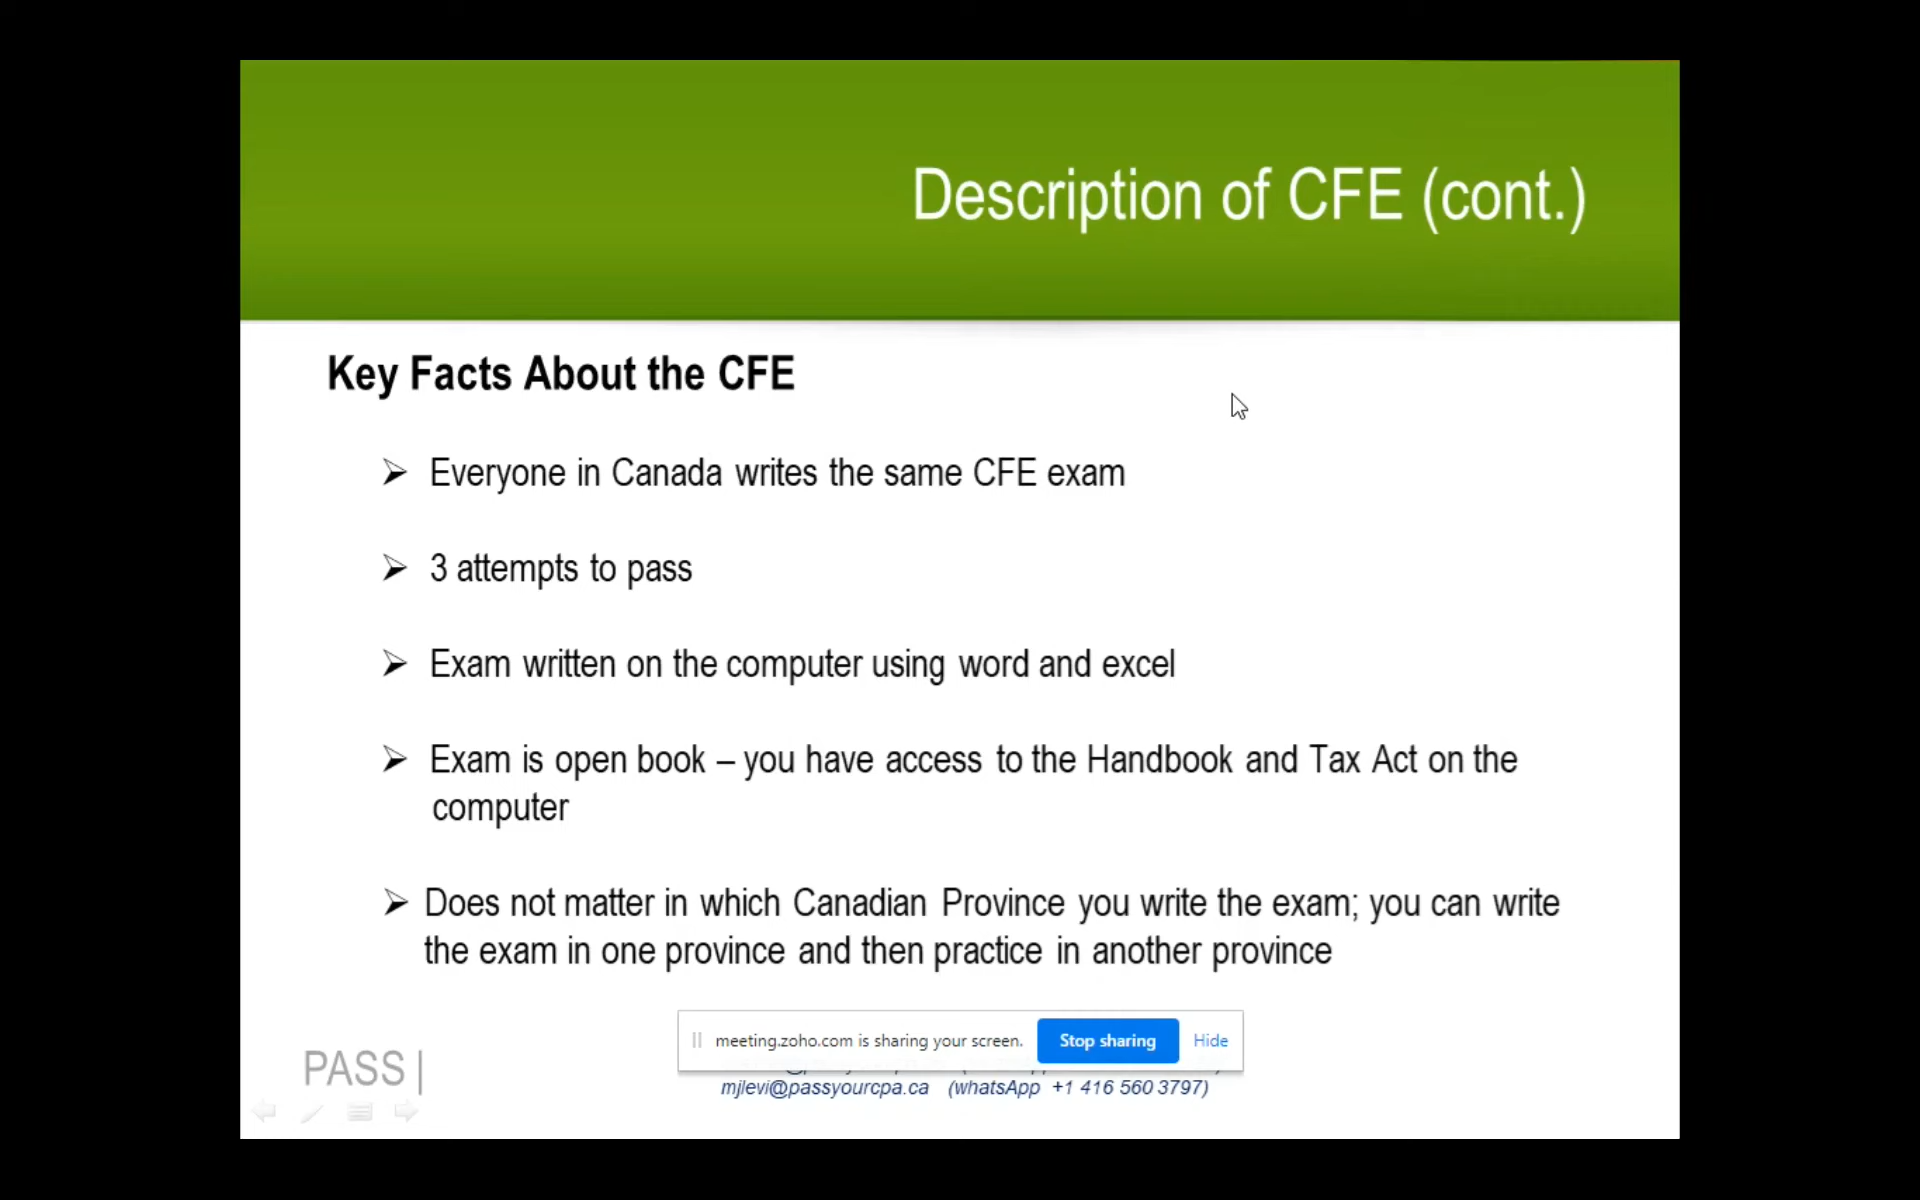 Description of CFE (cont.)
Key Facts About the CFE
➢ Everyone in Canada writes the same CFE exam
➢ 3 attempts to pass
➢ Exam written on the computer using word and excel
➢ Exam is open book – you have access to the Handbook and Tax Act on the
computer
➢ Does not matter in which Canadian Province you write the exam; you can write
the exam in one province and then practice in another province
meeting.zoho.com is sharing your screen. Stop sharing Hide
PASS |
mjlevi@passyourcpa.ca (whatsApp +1 416 560 3797)